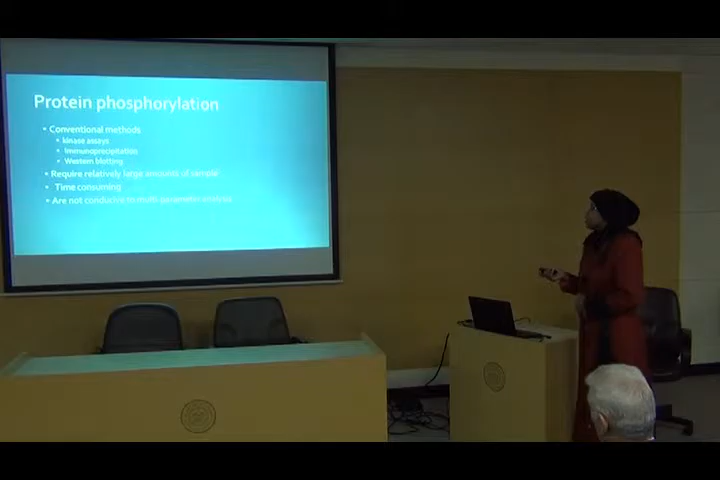 Protein phosphorylation
▪ Conventional methods
▪ kinase assays
▪ Immunoprecipitation
▪ Western blotting
▪ Require relatively large amounts of sample
▪ Time consuming
▪ Are not conducive to multi-parametric analysis